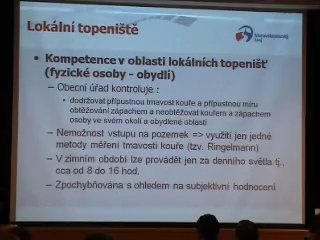 Lokální topeniště
Moravskoslezský
kraj
• Kompetence v oblasti lokálních topenišť
(fyzické osoby - obydlí)
– Obecní úřad kontroluje :
• dodržovat přípustnou tmavost kouře a přípustnou míru
obtěžování zápachem a neobtěžovat kouřem a zápachem
osoby ve svém okolí a obydlené oblasti
– Nemožnost vstupu na pozemek => využití jen jedné
metody měření tmavosti kouře (tzv. Ringelmann)
– V zimním období lze provádět jen za denního světla tj.,
cca od 8 do 16 hod.
– Zpochybňována s ohledem na subjektivní hodnocení